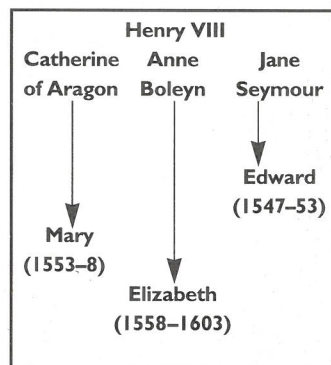 Henry VIII
Catherine of Aragon
Anne Boleyn
Jane Seymour
Edward
(1547–53)
Mary
(1553–8)
Elizabeth
(1558–1603)